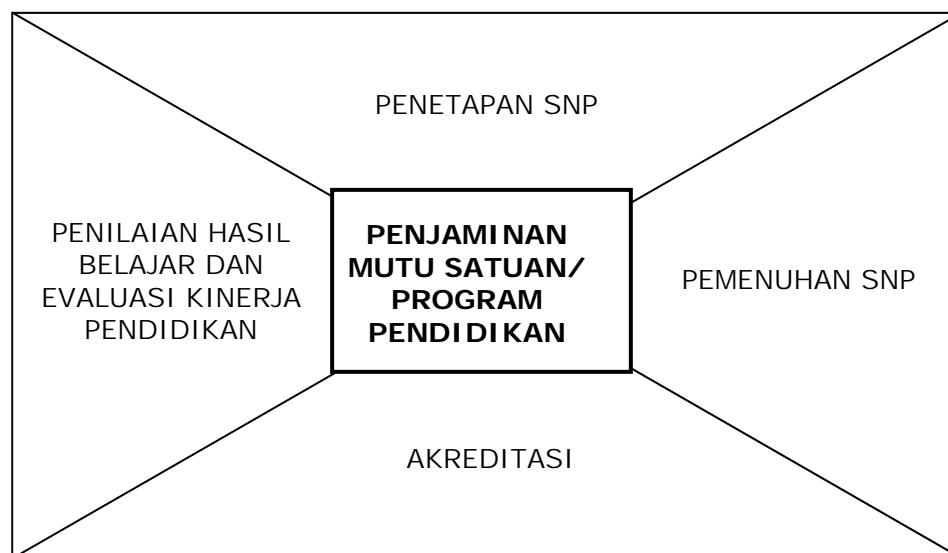 PENETAPAN SNP
PENILAIAN HASIL
BELAJAR DAN
EVALUASI KINERJA
PENDIDIKAN
PENJAMINAN
MUTU SATUAN/
PROGRAM
PENDIDIKAN
PEMENUHAN SNP
AKREDITASI